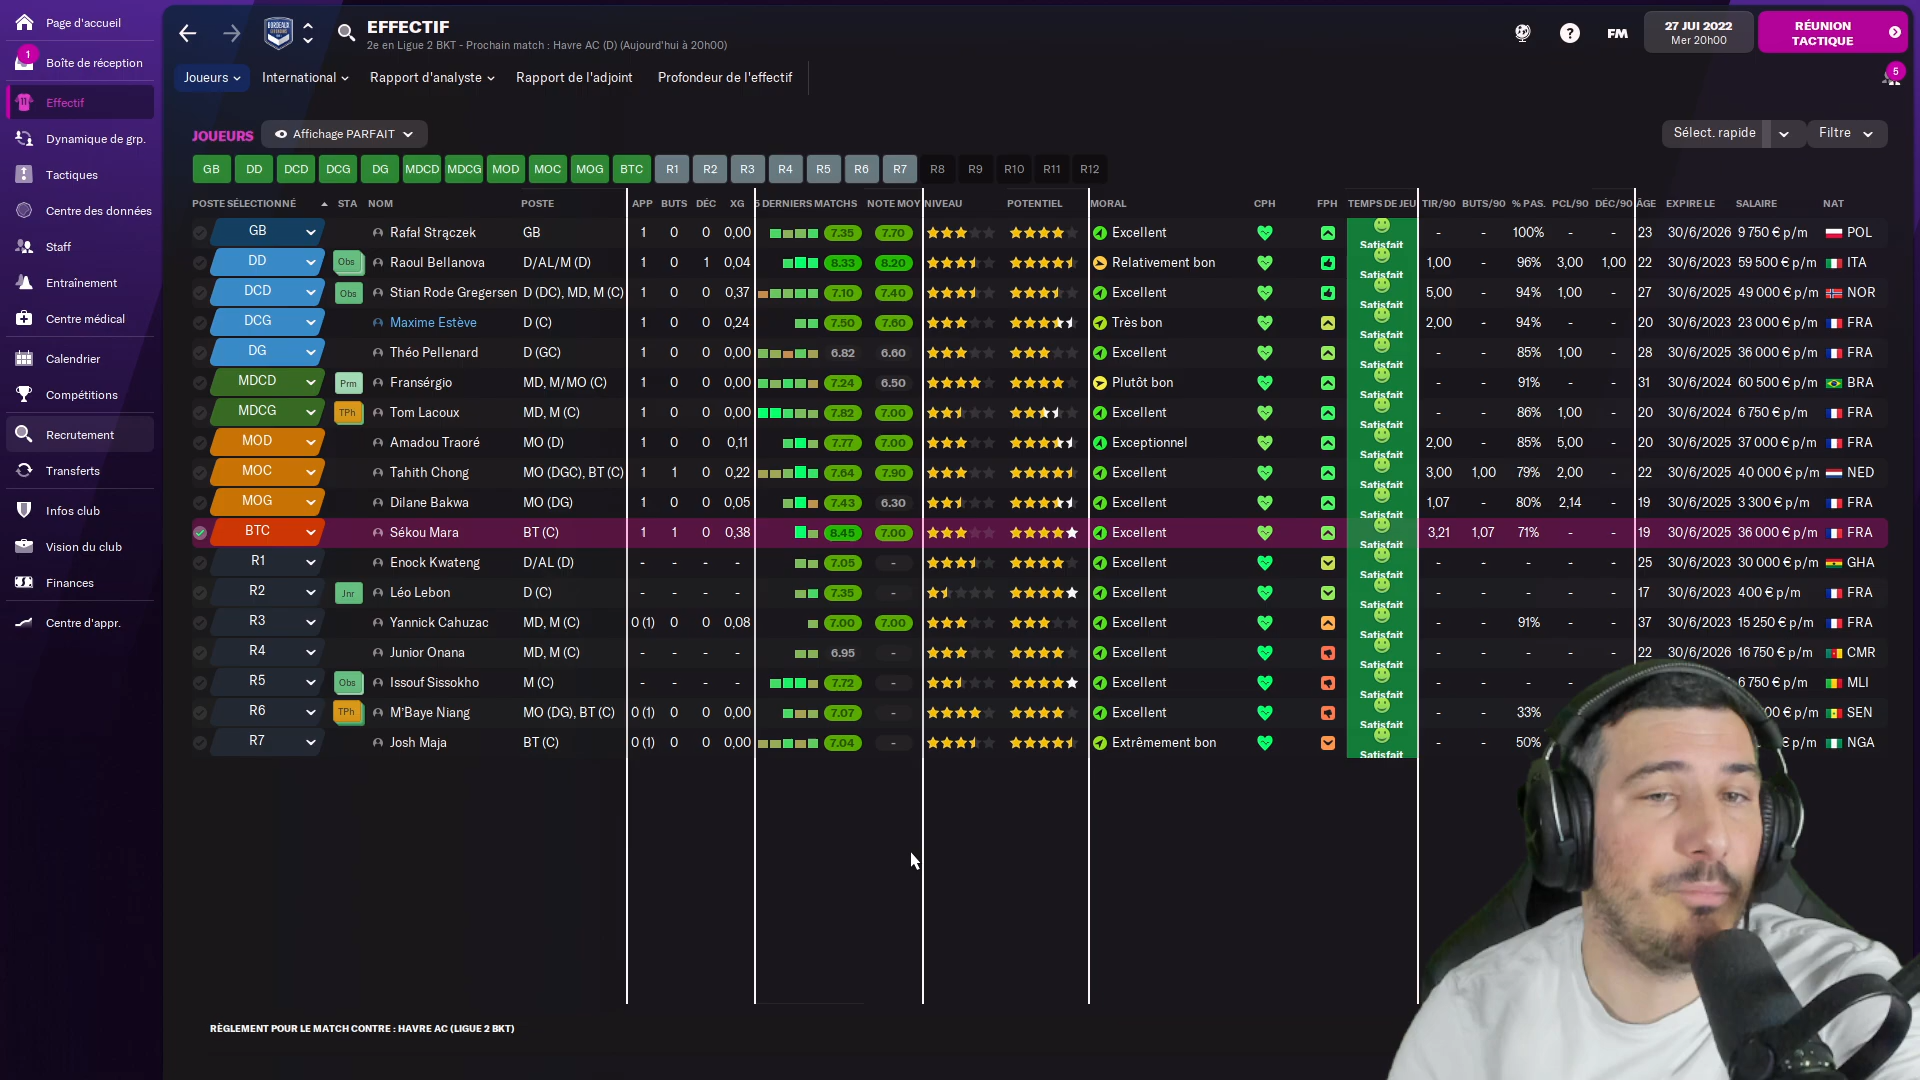 Page d'accueil
1
Boîte de réception
Effectif
Dynamique de grp.
Tactiques
Centre des données
Staff
Entraînement
Centre médical
Calendrier
Compétitions
Recrutement
Transferts
Infos club
Vision du club
Finances
Centre d'appr.
EFFECTIF
2e en Ligue 2 BKT - Prochain match : Havre AC (D) (Aujourd'hui à 20h00)
?
FM
27 JUI 2022
Mer 20h00
RÉUNION
TACTIQUE
5
Joueurs International Rapport d'analyste Rapport de l'adjoint Profondeur de l'effectif
JOUEURS Affichage PARFAIT Sélect. rapide Filtre
GB DD DCD DCG DG MDCD MDCG MOD MOC MOG BTC R1 R2 R3 R4 R5 R6 R7 R8 R9 R10 R11 R12
POSTE SÉLECTIONNÉ STA NOM POSTE APP BUTS DÉC XG 5 DERNIERS MATCHS NOTE MOY NIVEAU POTENTIEL MORAL CPH FPH TEMPS DE JEU TIR/90 BUTS/90 % PAS. PCL/90 DÉC/90 ÂGE EXPIRE LE SALAIRE NAT
GB Rafał Strączek GB 1 0 0 0,00 7.35 7.70 Excellent Satisfait - - 100% - - 23 30/6/2026 9 750 € p/m POL
DD Obs Raoul Bellanova D/AL/M (D) 1 0 1 0,04 8.33 8.20 Relativement bon Satisfait 1,00 - 96% 3,00 1,00 22 30/6/2023 59 500 € p/m ITA
DCD Obs Stian Rode Gregersen D (DC), MD, M (C) 1 0 0 0,37 7.10 7.40 Excellent Satisfait 5,00 - 94% 1,00 - 27 30/6/2025 49 000 € p/m NOR
DCG Maxime Estève D (C) 1 0 0 0,24 7.50 7.60 Très bon Satisfait 2,00 - 94% - - 20 30/6/2023 23 000 € p/m FRA
DG Théo Pellenard D (GC) 1 0 0 0,00 6.82 6.60 Excellent Satisfait - - 85% 1,00 - 28 30/6/2025 36 000 € p/m FRA
MDCD Prm Fransérgio MD, M/MO (C) 1 0 0 0,00 7.24 6.50 Plutôt bon Satisfait - - 91% - - 31 30/6/2024 60 500 € p/m BRA
MDCG TPh Tom Lacoux MD, M (C) 1 0 0 0,00 7.82 7.00 Excellent Satisfait - - 86% 1,00 - 20 30/6/2024 6 750 € p/m FRA
MOD Amadou Traoré MO (D) 1 0 0 0,11 7.77 7.00 Exceptionnel Satisfait 2,00 - 85% 5,00 - 20 30/6/2025 37 000 € p/m FRA
MOC Tahith Chong MO (DGC), BT (C) 1 1 0 0,22 7.64 7.90 Excellent Satisfait 3,00 1,00 79% 2,00 - 22 30/6/2025 40 000 € p/m NED
MOG Dilane Bakwa MO (DG) 1 0 0 0,05 7.43 6.30 Excellent Satisfait 1,07 - 80% 2,14 - 19 30/6/2025 3 300 € p/m FRA
BTC Sékou Mara BT (C) 1 1 0 0,38 8.45 7.00 Excellent Satisfait 3,21 1,07 71% - - 19 30/6/2025 36 000 € p/m FRA
R1 Enock Kwateng D/AL (D) - - - - 7.05 - Excellent Satisfait - - - - - 25 30/6/2023 30 000 € p/m GHA
R2 Jnr Léo Lebon D (C) - - - - 7.35 - Excellent Satisfait - - - - - 17 30/6/2023 400 € p/m FRA
R3 Yannick Cahuzac MD, M (C) 0 (1) 0 0 0,08 7.00 7.00 Excellent Satisfait - - 91% - - 37 30/6/2023 15 250 € p/m FRA
R4 Junior Onana MD, M (C) - - - - 6.95 - Excellent Satisfait - - - - - 22 30/6/2026 16 750 € p/m CMR
R5 Obs Issouf Sissokho M (C) - - - - 7.72 - Excellent Satisfait - - - - - 6 750 € p/m MLI
R6 TPh M'Baye Niang MO (DG), BT (C) 0 (1) 0 0 0,00 7.07 - Excellent Satisfait - - 33% € p/m SEN
R7 Josh Maja BT (C) 0 (1) 0 0 0,00 7.04 - Extrêmement bon Satisfait - - 50% € p/m NGA
RÈGLEMENT POUR LE MATCH CONTRE : HAVRE AC (LIGUE 2 BKT)